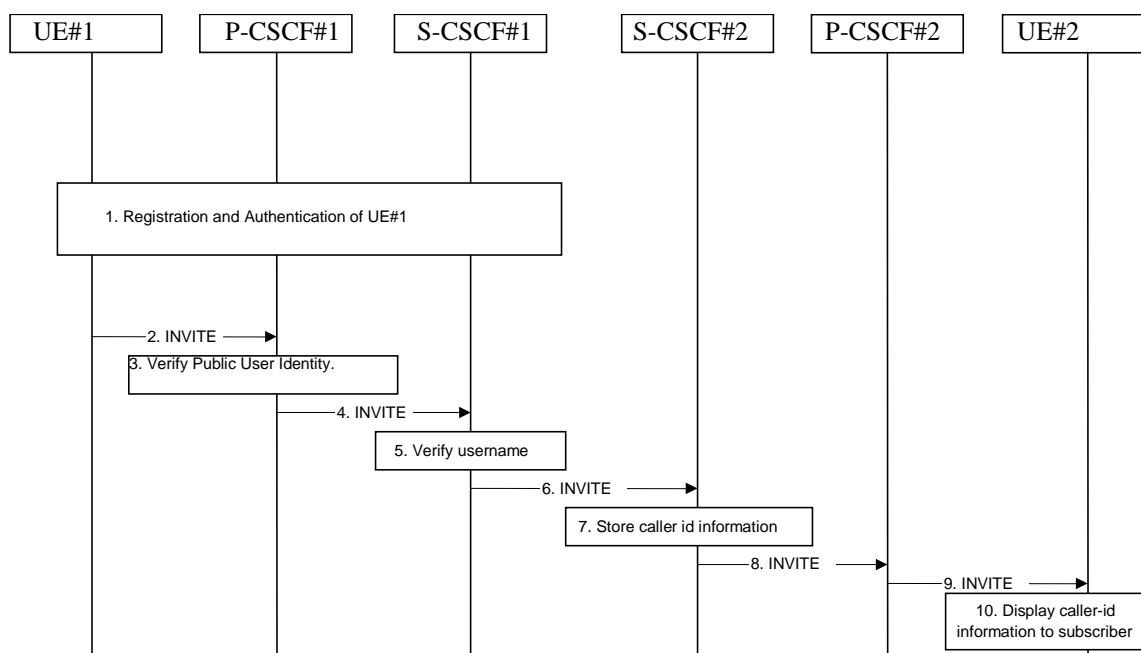 UE#1 P-CSCF#1 S-CSCF#1 S-CSCF#2 P-CSCF#2 UE#2
1. Registration and Authentication of UE#1
2. INVITE
3. Verify Public User Identity.
4. INVITE
5. Verify username
6. INVITE
7. Store caller id information
8. INVITE
9. INVITE
10. Display caller-id
information to subscriber